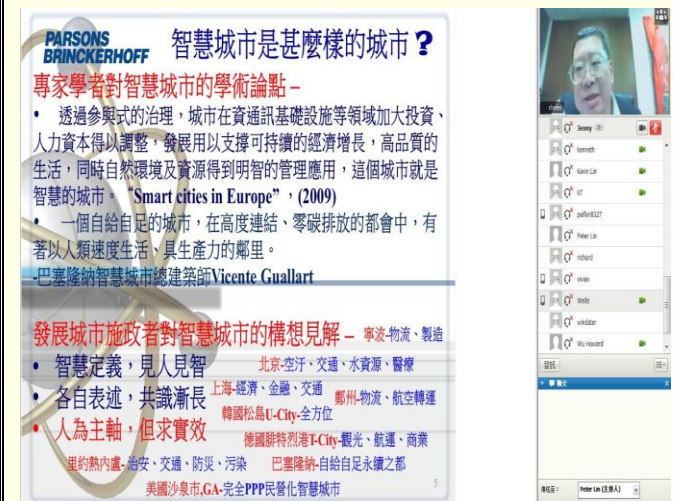 PARSONS
BRINCKERHOFF
智慧城市是甚麼樣的城市?
專家學者對智慧城市的學術論點 –
• 透過參與式的治理，城市在資通訊基礎設施等領域加大投資、
人力資本得以調整，發展用以支撐可持續的經濟增長，高品質的
生活，同時自然環境及資源得到明智的管理應用，這個城市就是
智慧的城市。“Smart cities in Europe”，(2009)
• 一個自給自足的城市，在高度連結、零碳排放的都會中，有
著以人類速度生活、具生產力的鄰里。
-巴塞隆納智慧城市總建築師Vicente Guallart
發展城市施政者對智慧城市的構想見解 – 寧波-物流、製造
• 智慧定義，見人見智
北京-空汙、交通、水資源、醫療
• 各自表述，共識漸長
上海-經濟、金融、交通
鄭州-物流、航空轉運
韓國松島U-City-全方位
• 人為主軸，但求實效
德國腓特烈港T-City-觀光、航運、商業
里約熱內盧- 治安、交通、防災、污染
巴塞隆納-自給自足永續之都
美國沙泉市,GA-完全PPP民營化智慧城市
5
charles
Jenny (我)
kenneth
Kevin Lin
KT
pollen8327
Peter Lin
richard
vivian
Wells
windstar
Wu Howard
Peter Lin (主持人)